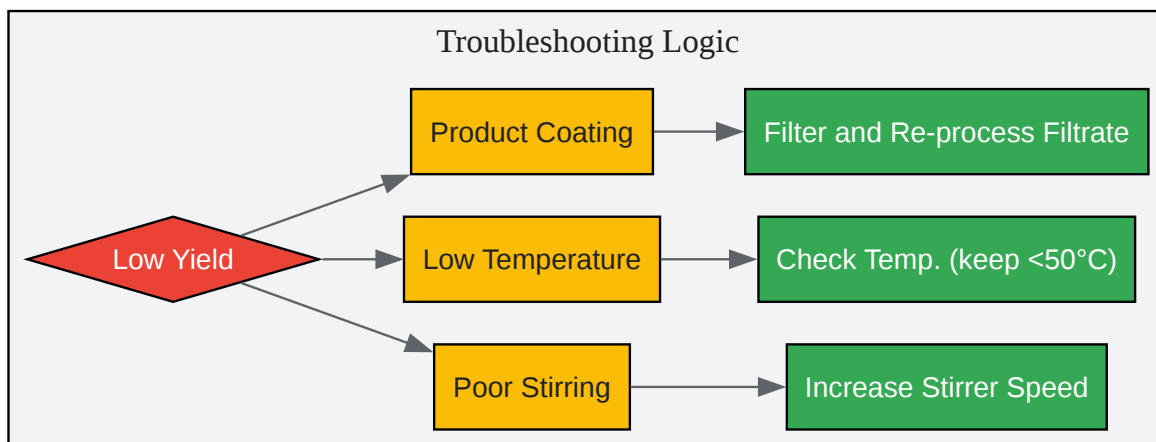 Troubleshooting Logic
Product Coating
Filter and Re-process Filtrate
Low Yield
Low Temperature
Check Temp. (keep <50°C)
Poor Stirring
Increase Stirrer Speed